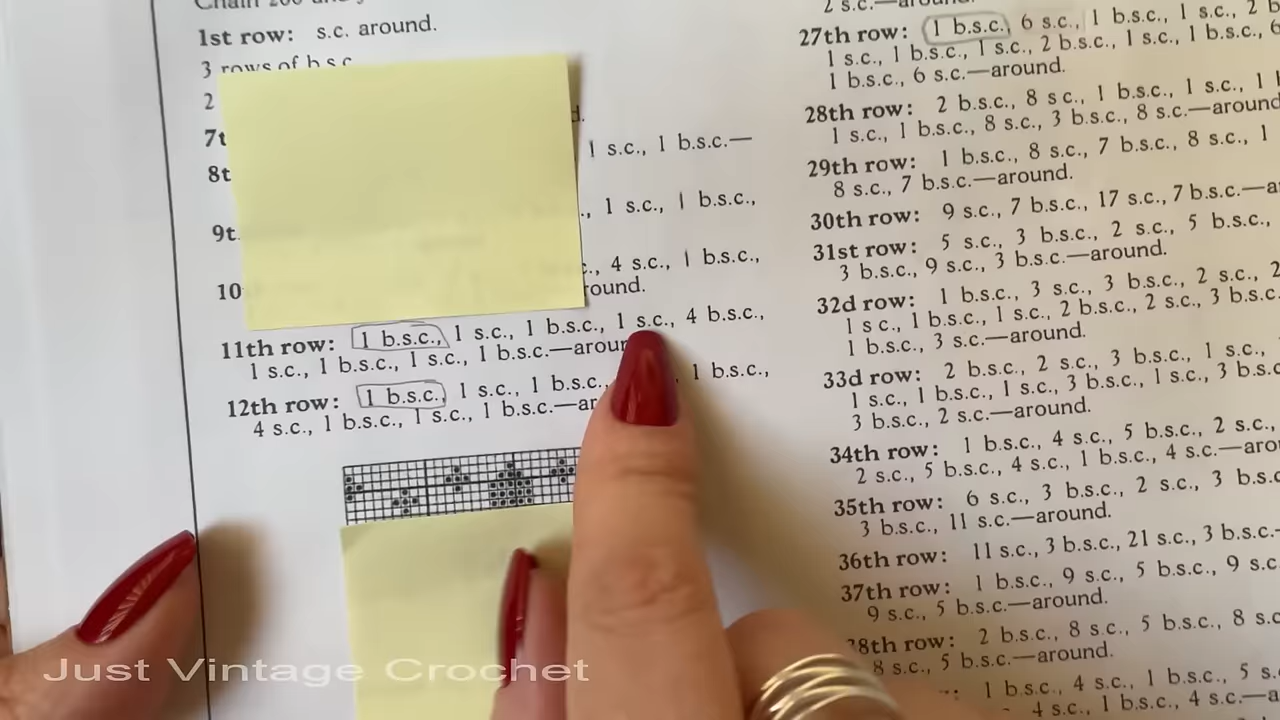 1st row: s.c. around.
3 rows of b.s.c.
2
7t
1 s.c., 1 b.s.c.—
8t
1 s.c., 1 b.s.c.,
9t
4 s.c., 1 b.s.c.,
10
11th row: 1 b.s.c., 1 s.c., 1 b.s.c., 1 s.c., 4 b.s.c.,
1 s.c., 1 b.s.c., 1 s.c., 1 b.s.c.—aroun
12th row: 1 b.s.c., 1 s.c., 1 b.s.c., 1 b.s.c.,
4 s.c., 1 b.s.c., 1 s.c., 1 b.s.c.—ar
2 s.c.—around.
27th row: 1 b.s.c., 6 s.c., 1 b.s.c., 1 s.c., 2 b
1 s.c., 1 b.s.c., 1 s.c., 2 b.s.c., 1 s.c., 1 b.s.c., 6
1 b.s.c., 6 s.c.—around.
28th row: 2 b.s.c., 8 s c., 1 b.s.c., 1 s.c., 1
1 s.c., 1 b.s.c., 8 s.c., 3 b.s.c., 8 s.c.—around
29th row: 1 b.s.c., 8 s.c., 7 b.s.c., 8 s.c., 1
8 s.c., 7 b.s.c.—around.
30th row: 9 s.c., 7 b.s.c., 17 s.c., 7 b.s.c.—a
31st row: 5 s.c., 3 b.s.c., 2 s.c., 5 b.s.c.,
3 b.s.c., 9 s.c., 3 b.s.c.—around.
32d row: 1 b.s.c., 3 s.c., 3 b.s.c., 2 s.c., 2
1 s c., 1 b.s.c., 1 s.c., 2 b.s.c., 2 s.c., 3 b.s.c.
1 b.s.c., 3 s.c.—around.
33d row: 2 b.s.c., 2 s.c., 3 b.s.c., 1 s.c.,
1 s.c., 1 b.s.c., 1 s.c., 3 b.s.c., 1 s.c., 3 b.s.c
3 b.s.c., 2 s.c.—around.
34th row: 1 b.s.c., 4 s.c., 5 b.s.c., 2 s.c.,
2 s.c., 5 b.s.c., 4 s.c., 1 b.s.c., 4 s.c.—aro
35th row: 6 s.c., 3 b.s.c., 2 s.c., 3 b.s.c
3 b.s.c., 11 s.c.—around.
36th row: 11 s.c., 3 b.s.c., 21 s.c., 3 b.s.c.
37th row: 1 b.s.c., 9 s.c., 5 b.s.c., 9 s.c
9 s.c., 5 b.s.c.—around.
38th row: 2 b.s.c., 8 s.c., 5 b.s.c., 8 s.c
8 s.c., 5 b.s.c.—around.
1 b.s.c., 4 s.c., 1 b.s.c., 5 s.c
4 s.c., 1 b.s.c., 4 s.c.—a
Just Vintage Crochet